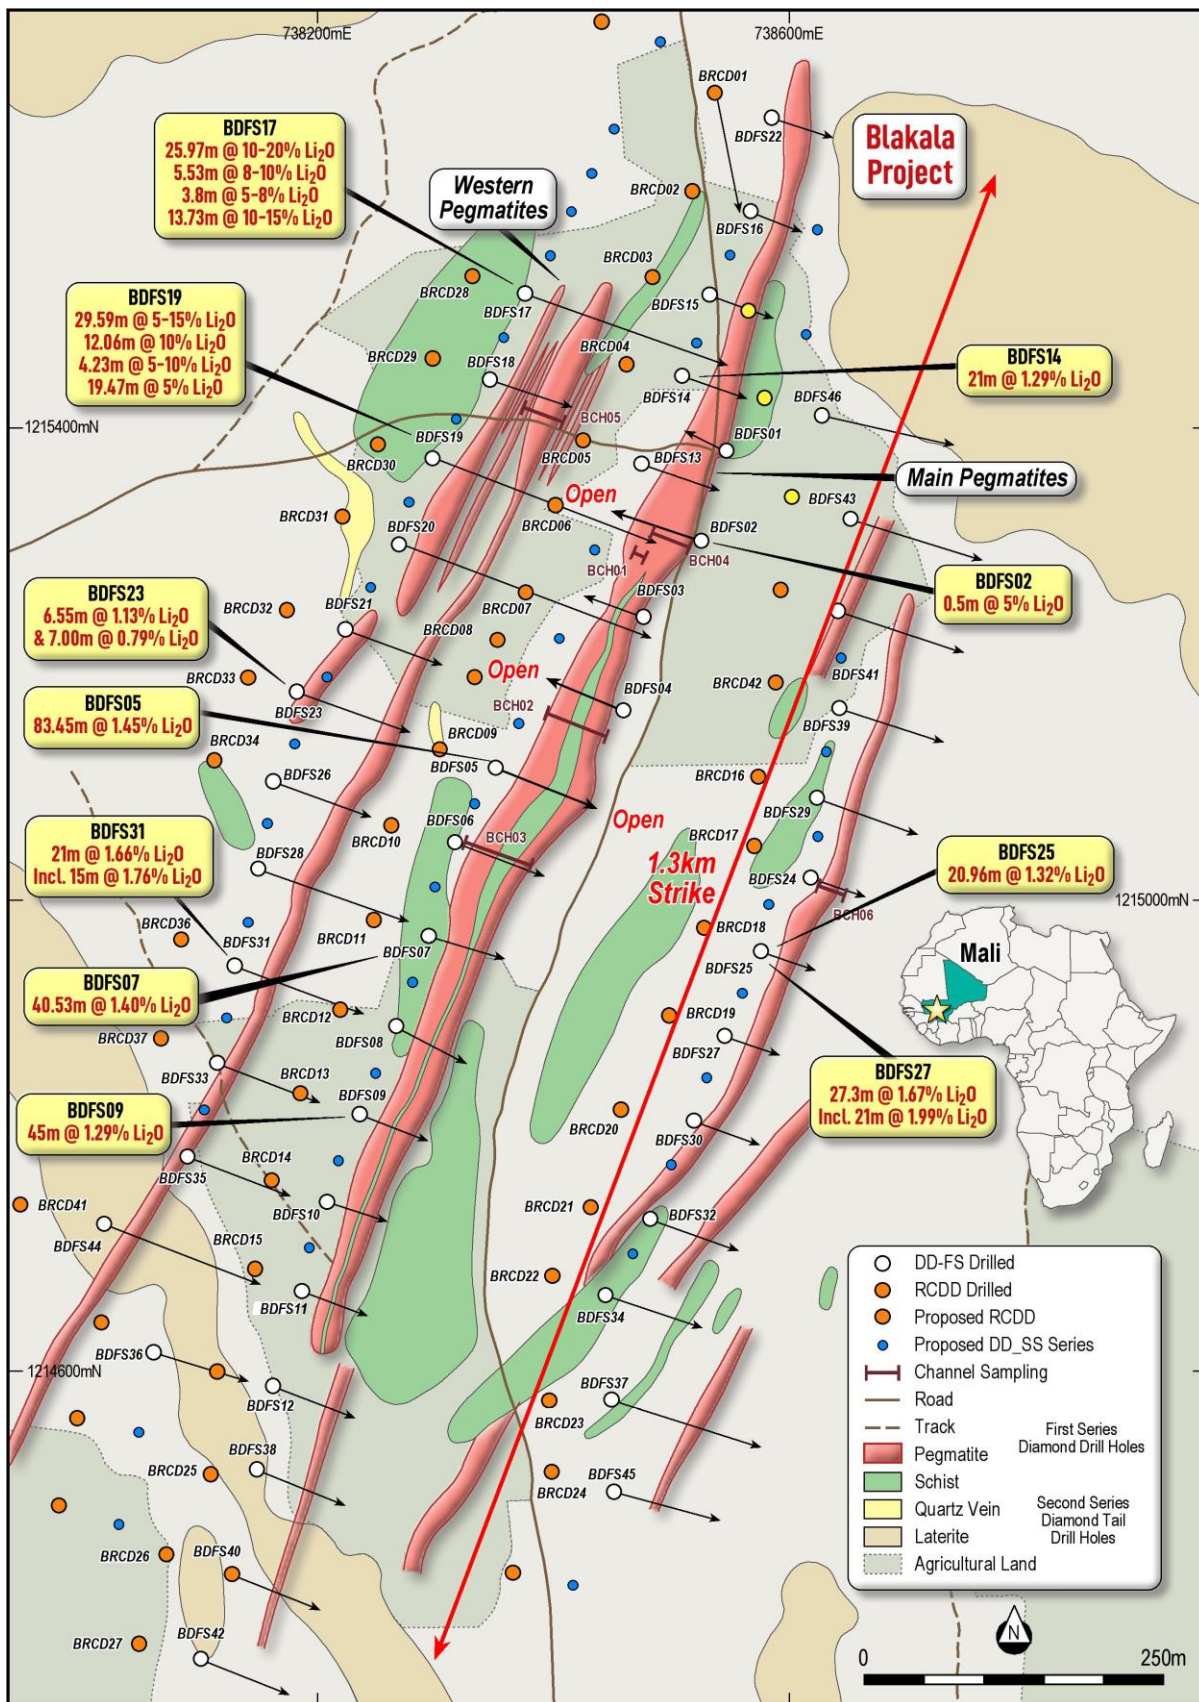 738200mE
738600mE
BRCD01
BDFS22
Blakala
Project
BDFS17
25.97m @ 10-20% Li₂O
5.53m @ 8-10% Li₂O
3.8m @ 5-8% Li₂O
13.73m @ 10-15% Li₂O
Western
Pegmatites
BRCD02
BDFS16
BRCD03
BRCD28
BDFS17
BDFS15
BDFS19
29.59m @ 5-15% Li₂O
12.06m @ 10% Li₂O
4.23m @ 5-10% Li₂O
19.47m @ 5% Li₂O
BRCD29
BDFS18
BRCD04
BDFS14
BDFS14
21m @ 1.29% Li₂O
BDFS46
1215400mN
BCH05
BDFS19
BRCD05
BDFS01
BRCD30
BDFS13
Main Pegmatites
Open
BDFS43
BRCD31
BDFS20
BRCD06
BDFS02
BCH01
BCH04
BDFS02
0.5m @ 5% Li₂O
BDFS23
6.55m @ 1.13% Li₂O
& 7.00m @ 0.79% Li₂O
BRCD32
BDFS21
BRCD07
BDFS03
BRCD08
Open
BRCD33
BDFS23
BDFS04
BRCD42
BDFS41
BCH02
BDFS39
BDFS05
83.45m @ 1.45% Li₂O
BRCD34
BRCD09
BDFS05
BDFS26
BRCD16
BDFS29
BDFS06
Open
BRCD10
BCH03
BRCD17
BDFS31
21m @ 1.66% Li₂O
Incl. 15m @ 1.76% Li₂O
BDFS28
1.3km
Strike
BDFS24
BDFS25
20.96m @ 1.32% Li₂O
1215000mN
BCH06
BRCD36
BRCD11
BRCD18
BDFS31
BDFS07
BDFS25
Mali
BDFS07
40.53m @ 1.40% Li₂O
BRCD12
BRCD19
BRCD37
BDFS08
BDFS27
BDFS33
BRCD13
BDFS27
27.3m @ 1.67% Li₂O
Incl. 21m @ 1.99% Li₂O
BDFS09
45m @ 1.29% Li₂O
BDFS09
BRCD20
BDFS30
BRCD14
BDFS35
BRCD41
BRCD21
BDFS10
BDFS32
BDFS44
BRCD15
BRCD22
BDFS11
BDFS34
BDFS36
1214600mN
BDFS12
BDFS37
BRCD23
BDFS38
BRCD25
BDFS45
BRCD24
BRCD26
BDFS40
BDFS42
BRCD27
DD-FS Drilled
RCDD Drilled
Proposed RCDD
Proposed DD_SS Series
Channel Sampling
Road
Track
Pegmatite
Schist
Quartz Vein
Laterite
Agricultural Land
First Series
Diamond Drill Holes
Second Series
Diamond Tail
Drill Holes
N
0
250m